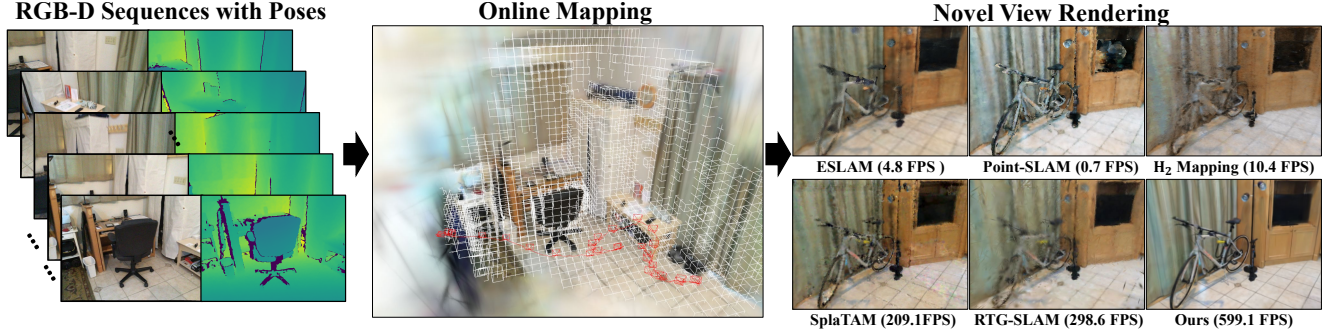 RGB-D Sequences with Poses
Online Mapping
Novel View Rendering
ESLAM (4.8 FPS )
Point-SLAM (0.7 FPS)
H₂ Mapping (10.4 FPS)
SplaTAM (209.1FPS)
RTG-SLAM (298.6 FPS)
Ours (599.1 FPS)